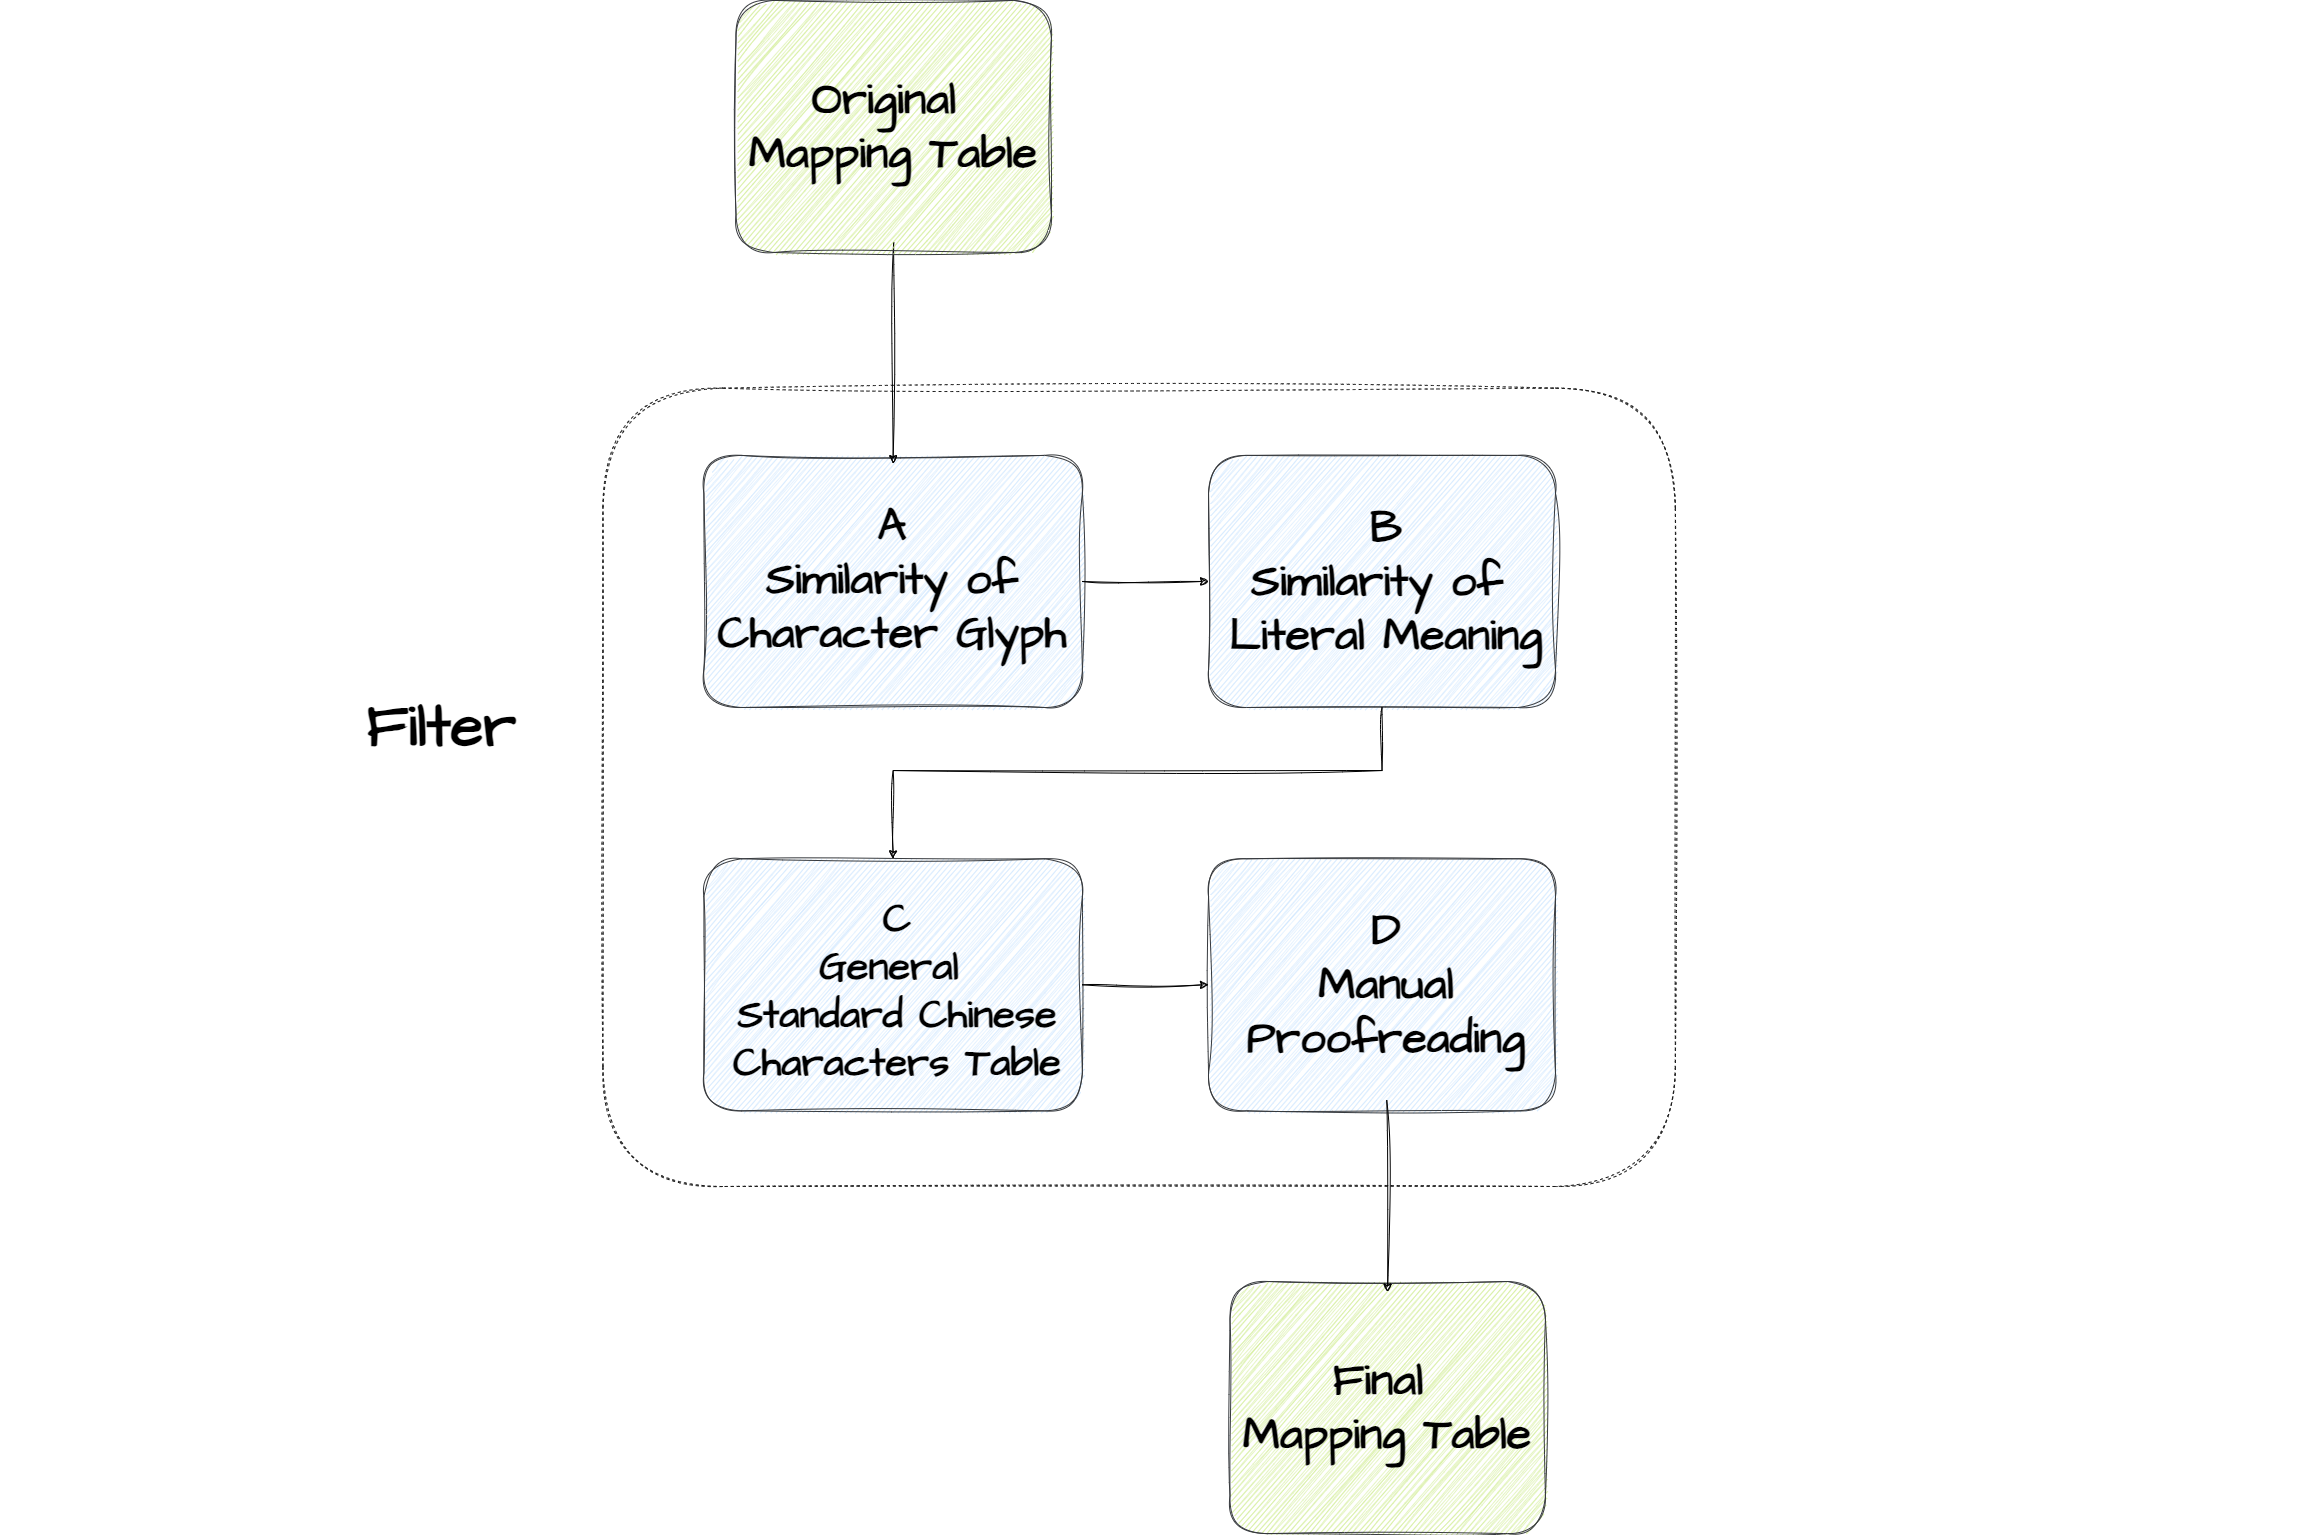 Original
Mapping Table
A
Similarity of
Character Glyph
B
Similarity of
Literal Meaning
Filter
C
General
Standard Chinese
Characters Table
D
Manual
Proofreading
Final
Mapping Table